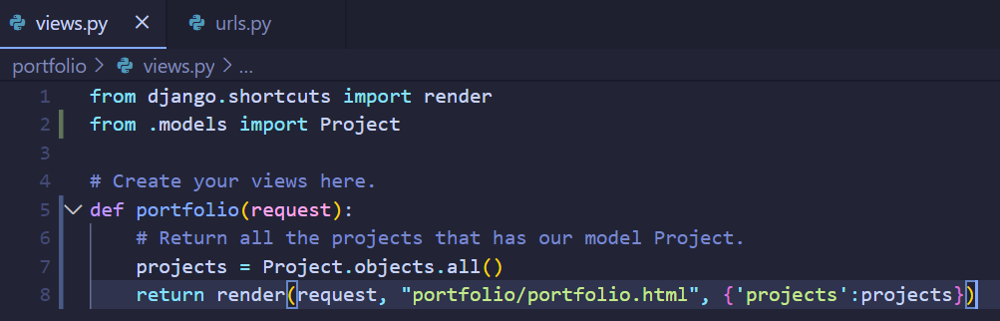 views.py × urls.py
portfolio > views.py > ...
1 from django.shortcuts import render
2 from .models import Project
3
4 # Create your views here.
5 def portfolio(request):
6 # Return all the projects that has our model Project.
7 projects = Project.objects.all()
8 return render(request, "portfolio/portfolio.html", {'projects':projects})